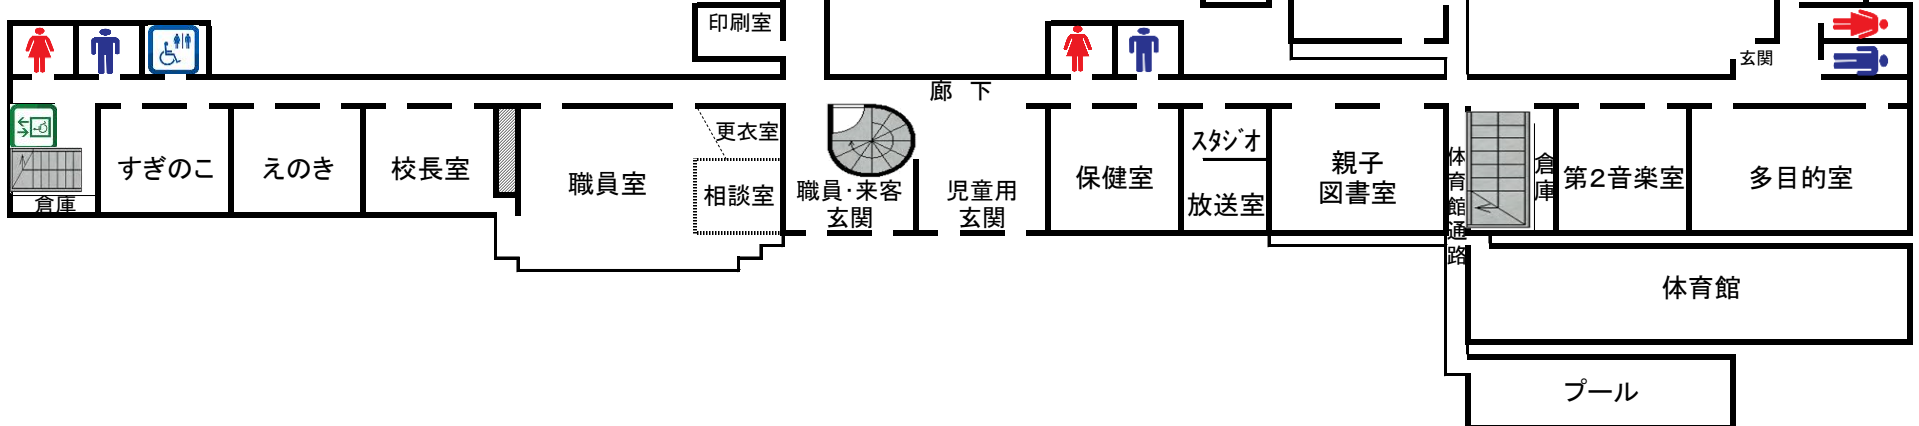 印刷室
玄関
廊 下
すぎのこ
えのき
校長室
倉庫
職員室
更衣室
相談室
職員・来客
玄関
児童用
玄関
保健室
スタジオ
放送室
親子
図書室
体育館通路
倉庫
第2音楽室
多目的室
体育館
プール